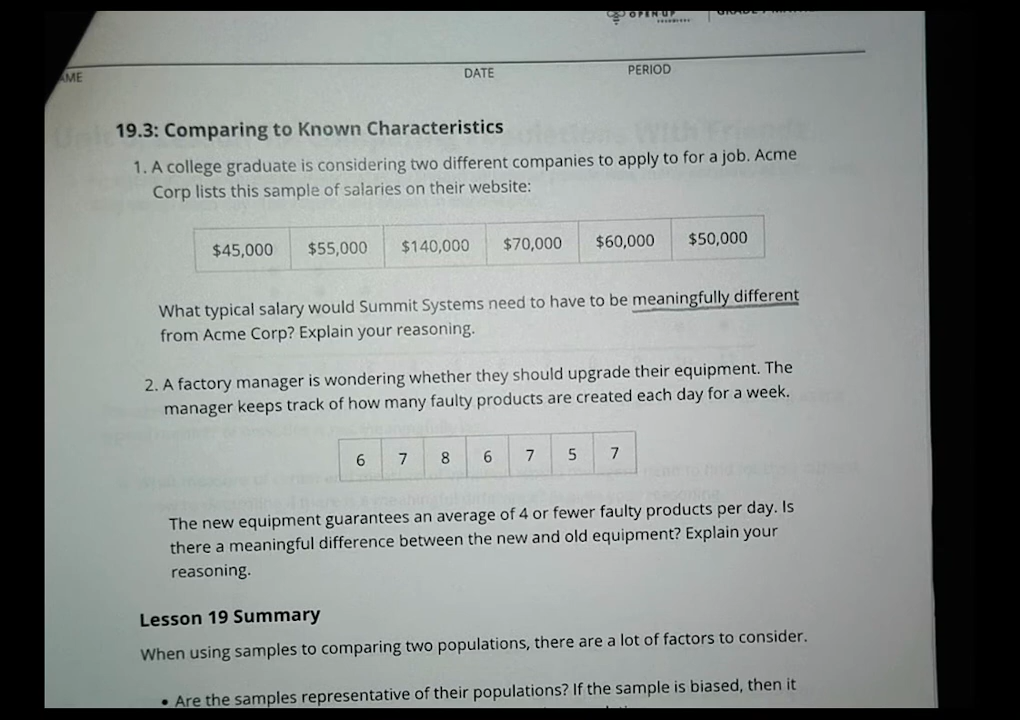 OPEN UP
DATE PERIOD
19.3: Comparing to Known Characteristics
1. A college graduate is considering two different companies to apply to for a job. Acme
Corp lists this sample of salaries on their website:
$45,000 $55,000 $140,000 $70,000 $60,000 $50,000
What typical salary would Summit Systems need to have to be meaningfully different
from Acme Corp? Explain your reasoning.
2. A factory manager is wondering whether they should upgrade their equipment. The
manager keeps track of how many faulty products are created each day for a week.
6 7 8 6 7 5 7
The new equipment guarantees an average of 4 or fewer faulty products per day. Is
there a meaningful difference between the new and old equipment? Explain your
reasoning.
Lesson 19 Summary
When using samples to comparing two populations, there are a lot of factors to consider.
• Are the samples representative of their populations? If the sample is biased, then it